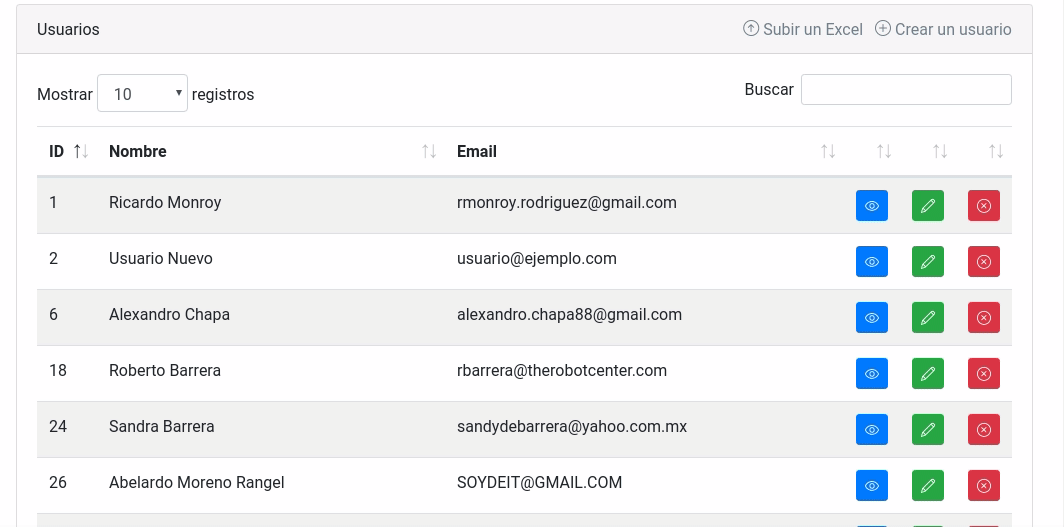 Usuarios Subir un Excel Crear un usuario
Mostrar 10 registros Buscar
ID Nombre Email
1 Ricardo Monroy rmonroy.rodriguez@gmail.com
2 Usuario Nuevo usuario@ejemplo.com
6 Alexandro Chapa alexandro.chapa88@gmail.com
18 Roberto Barrera rbarrera@therobotcenter.com
24 Sandra Barrera sandydebarrera@yahoo.com.mx
26 Abelardo Moreno Rangel SOYDEIT@GMAIL.COM